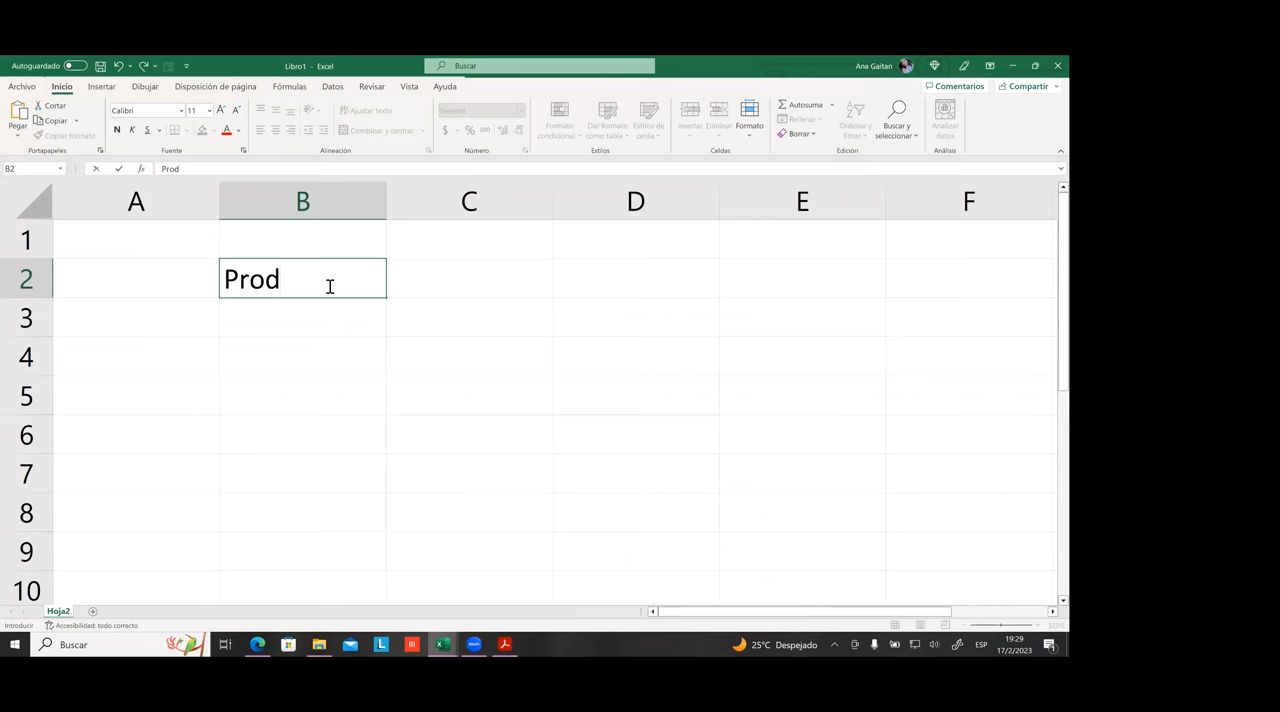 Autoguardado
Libro1 - Excel
Buscar
Ana Gaitan
Archivo Inicio Insertar Dibujar Disposición de página Fórmulas Datos Revisar Vista Ayuda
Comentarios Compartir
Pegar
Cortar
Copiar
Copiar formato
Portapapeles
Calibri 11
N K S
Fuente
Ajustar texto
Combinar y centrar
Alineación
General
$ % 000
Número
Formato condicional
Dar formato como tabla
Estilos de celda
Estilos
Insertar
Eliminar
Formato
Celdas
Autosuma
Rellenar
Borrar
Ordenar y filtrar
Buscar y seleccionar
Edición
Analizar datos
Análisis
B2 fx Prod
A B C D E F
1
2 Prod
3
4
5
6
7
8
9
10
Hoja2
Introducir Accesibilidad: todo correcto
Buscar
25°C Despejado
ESP
19:29
17/2/2023